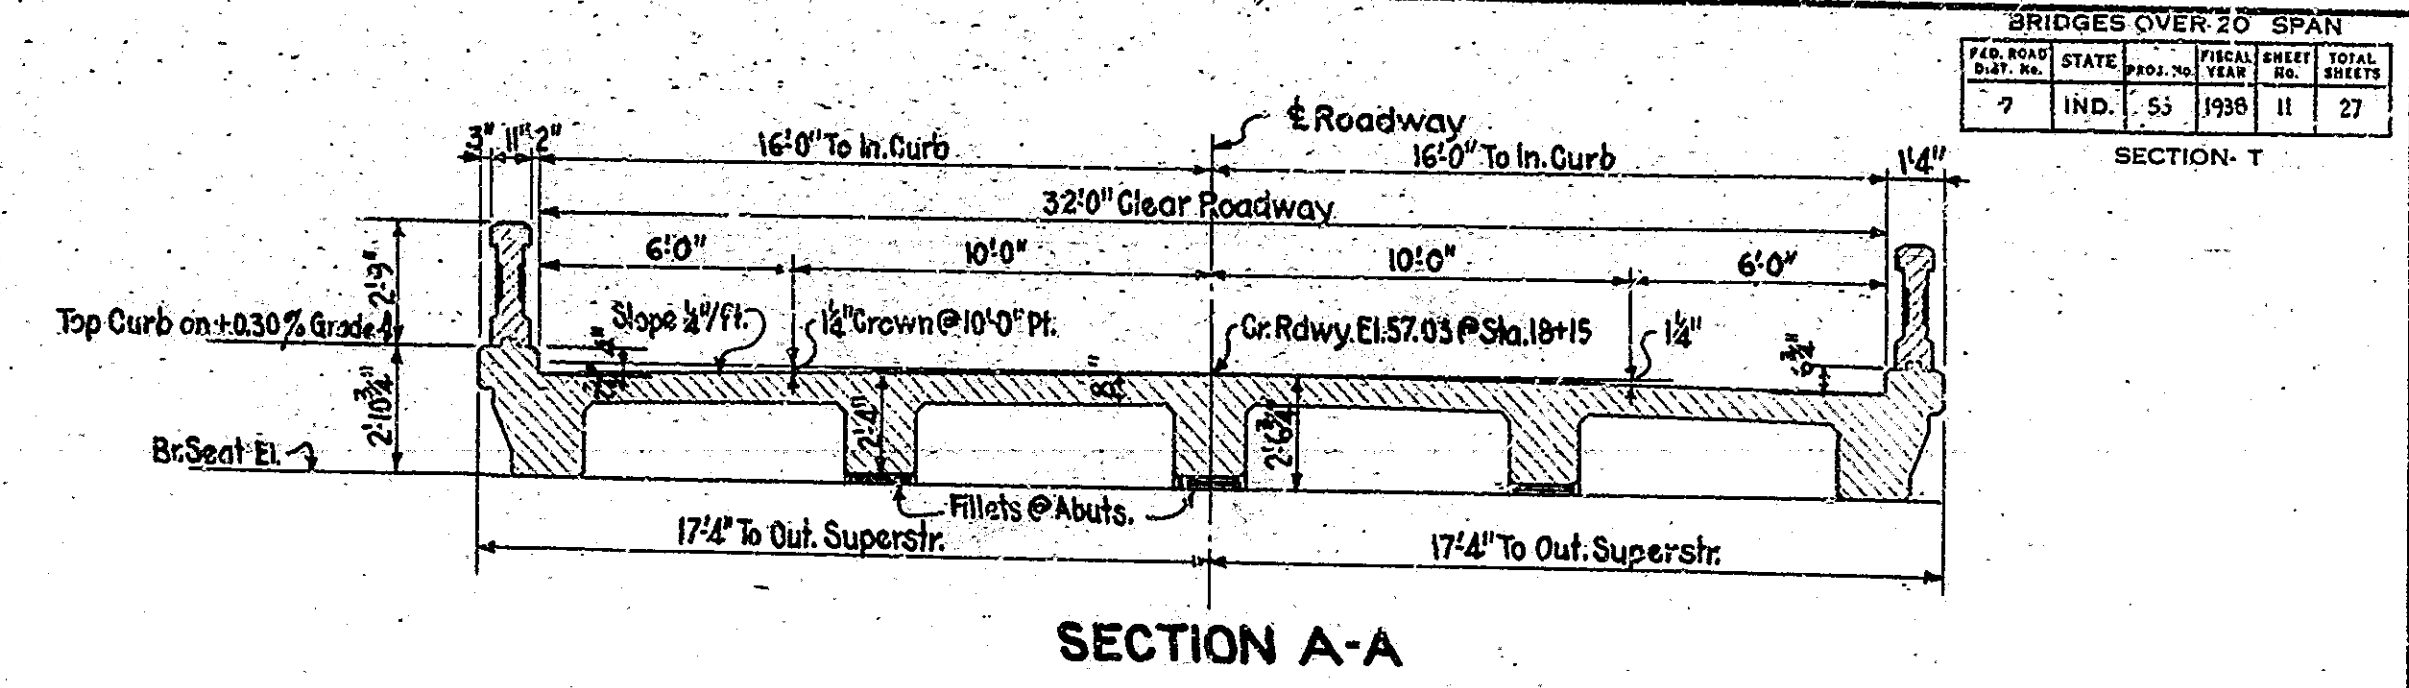 BRIDGES OVER 20 SPAN
FED. ROAD DIST. No. STATE PROJ. No. FISCAL YEAR SHEET No. TOTAL SHEETS
7 IND. 1938 11 27
SECTION- T
℄ Roadway
3" 11" 2" 16'-0" To In. Curb 16'-0" To In. Curb 1'-4"
32'-0" Clear Roadway
6'-0" 10'-0" 10'-0" 6'-0"
2'-9"
Top Curb on +0.30% Grade
Slope ¼"/ft. 1¼" Crown @ 10'-0" Pt. Gr. Rdwy. El. 57.03 @ Sta. 18+15 1¼"
2'-10¾" 2'-4" 8" 2'-6¾"
Br. Seat El.
Fillets @ Abuts.
17'-4" To Out. Superstr. 17'-4" To Out. Superstr.
SECTION A-A